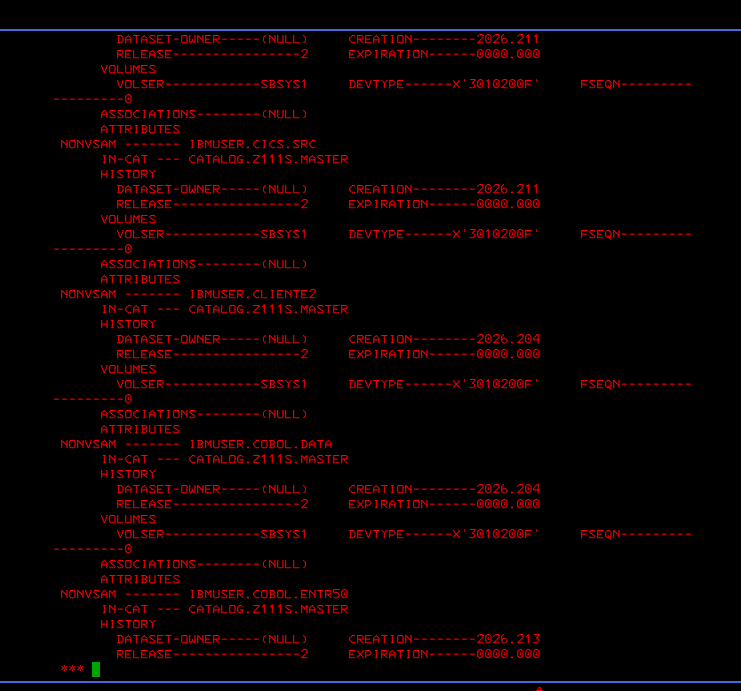 DATASET-OWNER-----(NULL)     CREATION--------2026.211
RELEASE----------------2     EXPIRATION------0000.000
VOLUMES
VOLSER------------SBSYS1     DEVTYPE------X'3010200F'     FSEQN---------
---------0
ASSOCIATIONS--------(NULL)
ATTRIBUTES
NONVSAM ------- IBMUSER.CICS.SRC
IN-CAT --- CATALOG.Z111S.MASTER
HISTORY
DATASET-OWNER-----(NULL)     CREATION--------2026.211
RELEASE----------------2     EXPIRATION------0000.000
VOLUMES
VOLSER------------SBSYS1     DEVTYPE------X'3010200F'     FSEQN---------
---------0
ASSOCIATIONS--------(NULL)
ATTRIBUTES
NONVSAM ------- IBMUSER.CLIENTE2
IN-CAT --- CATALOG.Z111S.MASTER
HISTORY
DATASET-OWNER-----(NULL)     CREATION--------2026.204
RELEASE----------------2     EXPIRATION------0000.000
VOLUMES
VOLSER------------SBSYS1     DEVTYPE------X'3010200F'     FSEQN---------
---------0
ASSOCIATIONS--------(NULL)
ATTRIBUTES
NONVSAM ------- IBMUSER.COBOL.DATA
IN-CAT --- CATALOG.Z111S.MASTER
HISTORY
DATASET-OWNER-----(NULL)     CREATION--------2026.204
RELEASE----------------2     EXPIRATION------0000.000
VOLUMES
VOLSER------------SBSYS1     DEVTYPE------X'3010200F'     FSEQN---------
---------0
ASSOCIATIONS--------(NULL)
ATTRIBUTES
NONVSAM ------- IBMUSER.COBOL.ENTR50
IN-CAT --- CATALOG.Z111S.MASTER
HISTORY
DATASET-OWNER-----(NULL)     CREATION--------2026.213
RELEASE----------------2     EXPIRATION------0000.000
***